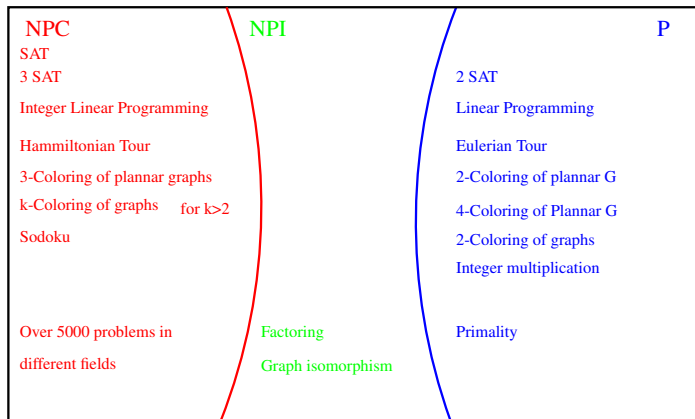 NPC
SAT
3 SAT
Integer Linear Programming
Hammiltonian Tour
3-Coloring of plannar graphs
k-Coloring of graphs for k>2
Sodoku
Over 5000 problems in
different fields
NPI
Factoring
Graph isomorphism
P
2 SAT
Linear Programming
Eulerian Tour
2-Coloring of plannar G
4-Coloring of Plannar G
2-Coloring of graphs
Integer multiplication
Primality